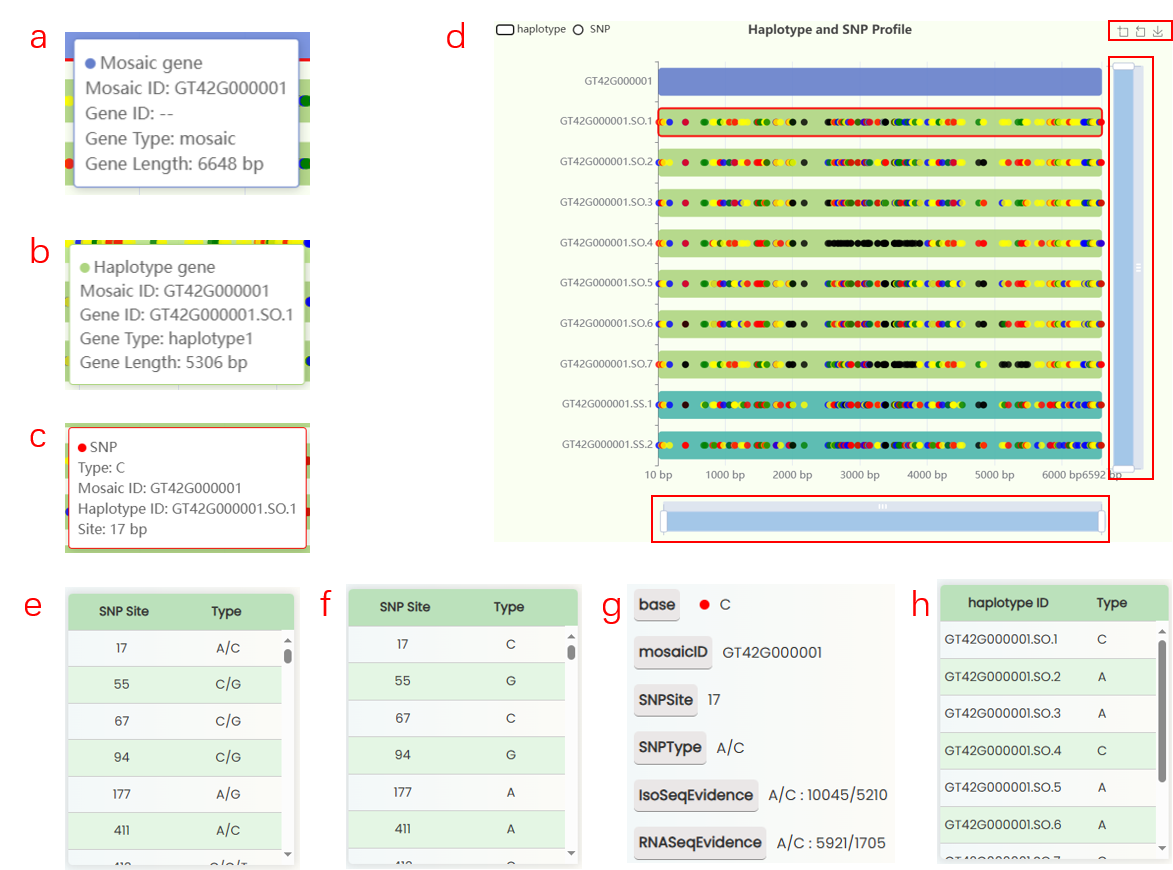 a
Mosaic gene
Mosaic ID: GT42G000001
Gene ID: --
Gene Type: mosaic
Gene Length: 6648 bp
b
Haplotype gene
Mosaic ID: GT42G000001
Gene ID: GT42G000001.SO.1
Gene Type: haplotype1
Gene Length: 5306 bp
c
SNP
Type: C
Mosaic ID: GT42G000001
Haplotype ID: GT42G000001.SO.1
Site: 17 bp
d
haplotype SNP
Haplotype and SNP Profile
GT42G000001
GT42G000001.SO.1
GT42G000001.SO.2
GT42G000001.SO.3
GT42G000001.SO.4
GT42G000001.SO.5
GT42G000001.SO.6
GT42G000001.SO.7
GT42G000001.SS.1
GT42G000001.SS.2
10 bp 1000 bp 2000 bp 3000 bp 4000 bp 5000 bp 6000 bp 6592 bp
e
SNP Site Type
17 A/C
55 C/G
67 C/G
94 C/G
177 A/G
411 A/C
f
SNP Site Type
17 C
55 G
67 C
94 G
177 A
411 A
g
base C
mosaicID GT42G000001
SNPSite 17
SNPType A/C
IsoSeqEvidence A/C : 10045/5210
RNASeqEvidence A/C : 5921/1705
h
haplotype ID Type
GT42G000001.SO.1 C
GT42G000001.SO.2 A
GT42G000001.SO.3 A
GT42G000001.SO.4 C
GT42G000001.SO.5 A
GT42G000001.SO.6 A